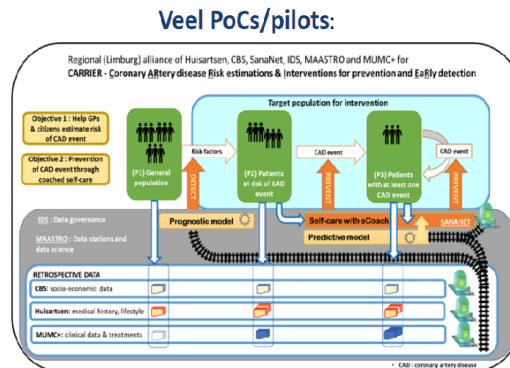 Veel PoCs/pilots:
Regional (Limburg) alliance of Huisartsen, CBS, SanaNet, IDS, MAASTRO and MUMC+ for
CARRIER - Coronary ARtery disease Risk estimations & Interventions for prevention and EaRly detection
Target population for intervention
Objective 1 : Help GPs
& citizens estimate risk
of CAD event
Objective 2 : Prevention
of CAD event through
coached self-care
(P1) General
population
Risk factors
(P2) Patients
at risk of CAD
event
CAD event
(P3) Patients
with at least one
CAD event
CAD event
DETECT
PREVENT
PREVENT
IDS : Data governance
MAASTRO : Data stations and
data science
Prognostic model
Self-care with eCoach
SANANET
Predictive model
RETROSPECTIVE DATA
CBS: socio-economic data
Huisartsen: medical history, lifestyle
MUMC+: clinical data & treatments
• CAD : coronary artery disease